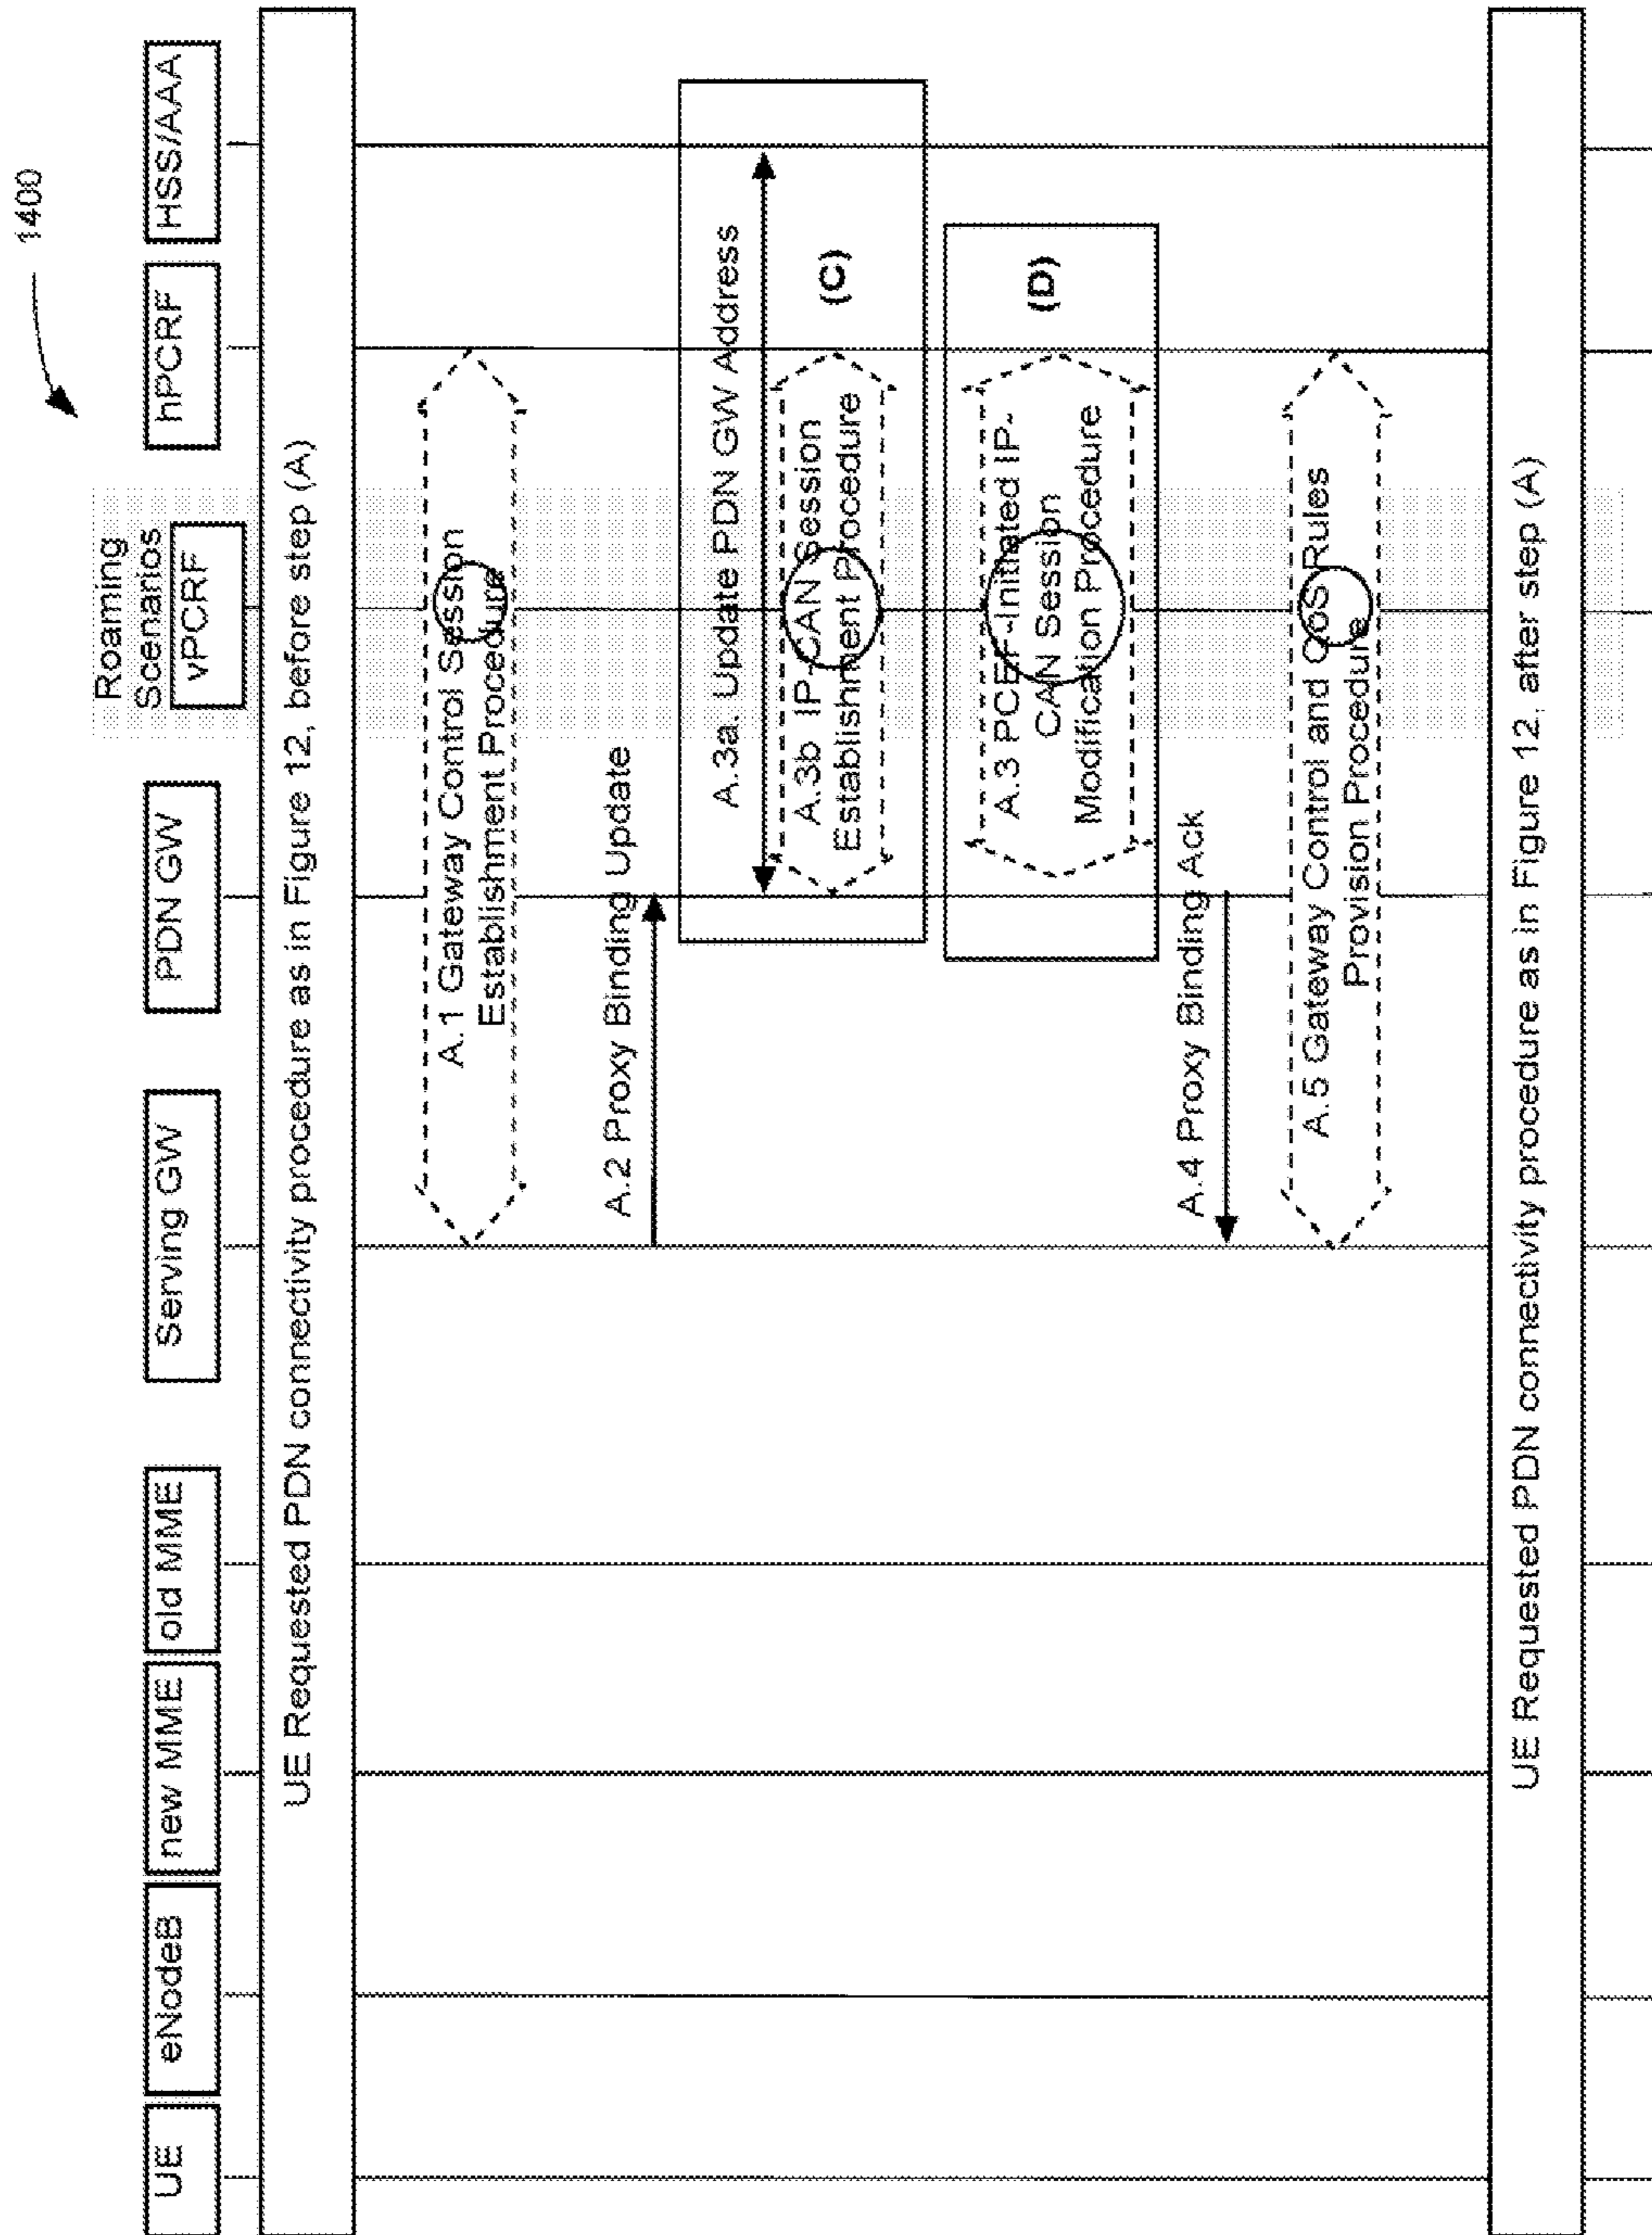 1400
Roaming
Scenarios
UE
eNodeB
new MME
old MME
Serving GW
PDN GW
vPCRF
hPCRF
HSS/AAA
UE Requested PDN connectivity procedure as in Figure 12, before step (A)
A.1 Gateway Control Session
Establishment Procedure
A.2 Proxy Binding Update
A.3a. Update PDN GW Address
A.3b IP-CAN Session
Establishment Procedure
(C)
A.3 PCEF-Initiated IP-
CAN Session
Modification Procedure
(D)
A.4 Proxy Binding Ack
A.5 Gateway Control and QoS Rules
Provision Procedure
UE Requested PDN connectivity procedure as in Figure 12, after step (A)